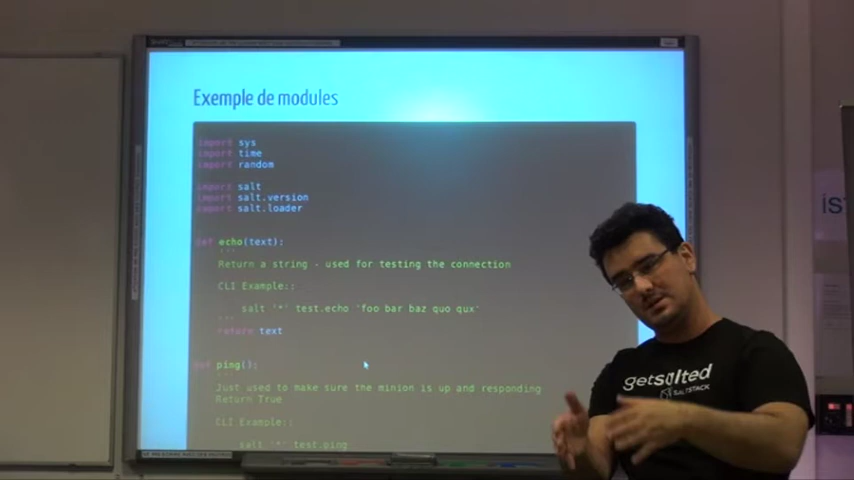 Exemple de modules
import sys
import time
import random
import salt
import salt.version
import salt.loader
def echo(text):
'''
Return a string - used for testing the connection
CLI Example::
salt '*' test.echo 'foo bar baz quo qux'
'''
return text
def ping():
'''
Just used to make sure the minion is up and responding
Return True
CLI Example::
salt '*' test.ping
getsalted
SALTSTACK